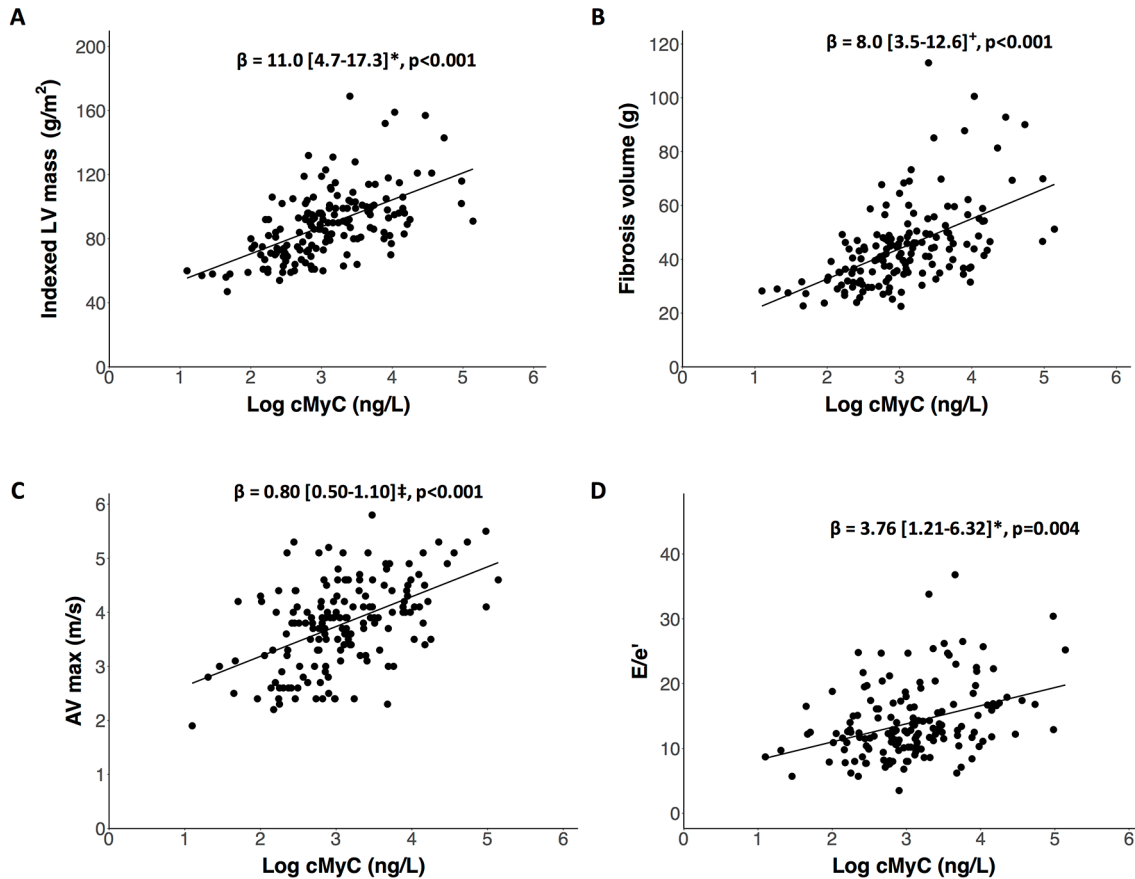 A
β = 11.0 [4.7-17.3]*, p<0.001
Indexed LV mass (g/m²)
200
160
120
80
40
0
0 1 2 3 4 5 6
Log cMyC (ng/L)
B
β = 8.0 [3.5-12.6]⁺, p<0.001
Fibrosis volume (g)
120
100
80
60
40
20
0
0 1 2 3 4 5 6
Log cMyC (ng/L)
C
β = 0.80 [0.50-1.10]‡, p<0.001
AV max (m/s)
6
5
4
3
2
1
0
0 1 2 3 4 5 6
Log cMyC (ng/L)
D
β = 3.76 [1.21-6.32]*, p=0.004
E/e'
40
30
20
10
0
0 1 2 3 4 5 6
Log cMyC (ng/L)